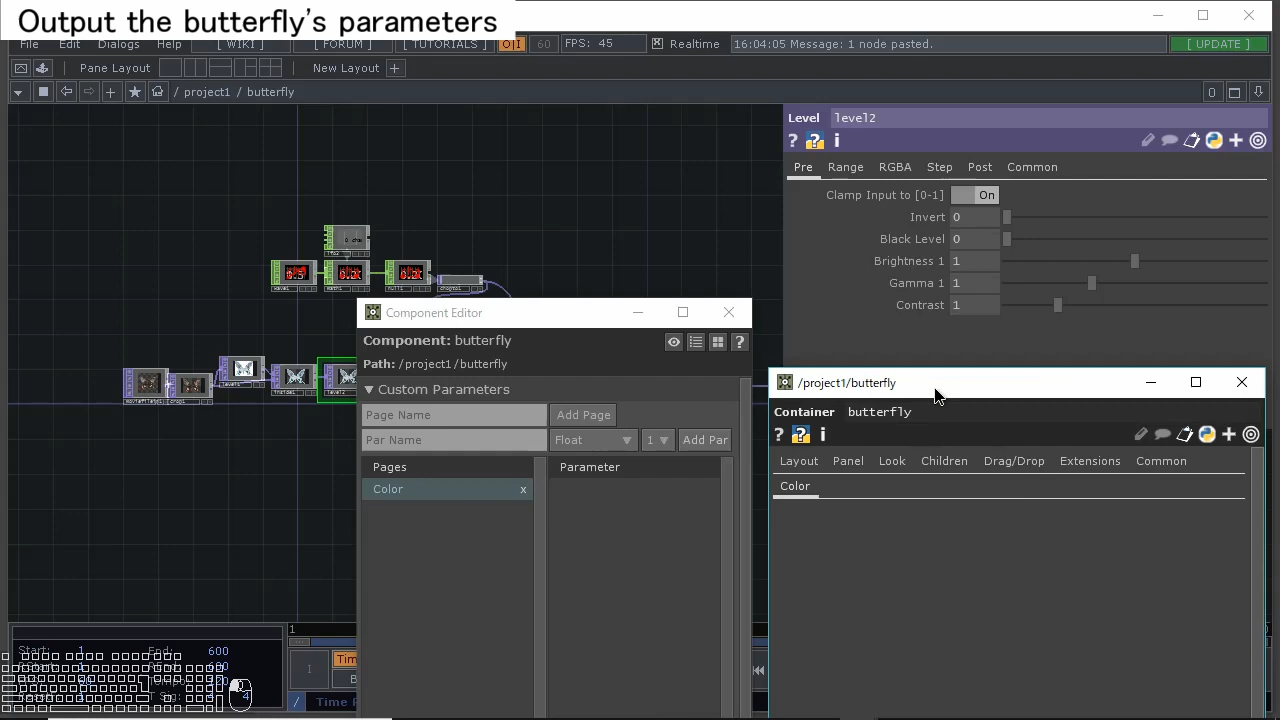 Output the butterfly's parameters
File Edit Dialogs Help [ WIKI ] [ FORUM ] [ TUTORIALS ] O|I 60 FPS: 45 Realtime 16:04:05 Message: 1 node pasted. [ UPDATE ]
Pane Layout New Layout +
/ project1 / butterfly 0
Level level2
? ? i
Pre Range RGBA Step Post Common
Clamp Input to [0-1] On
Invert 0
Black Level 0
Brightness 1 1
Gamma 1 1
Contrast 1
Component Editor
Component: butterfly
?
Path: /project1/butterfly
Custom Parameters
Page Name Add Page
Par Name Float 1 Add Par
Pages Parameter
Color x
/project1/butterfly
Container butterfly
? ? i
Layout Panel Look Children Drag/Drop Extensions Common
Color
1
Start: 1 End: 600
Tim
/ Time P